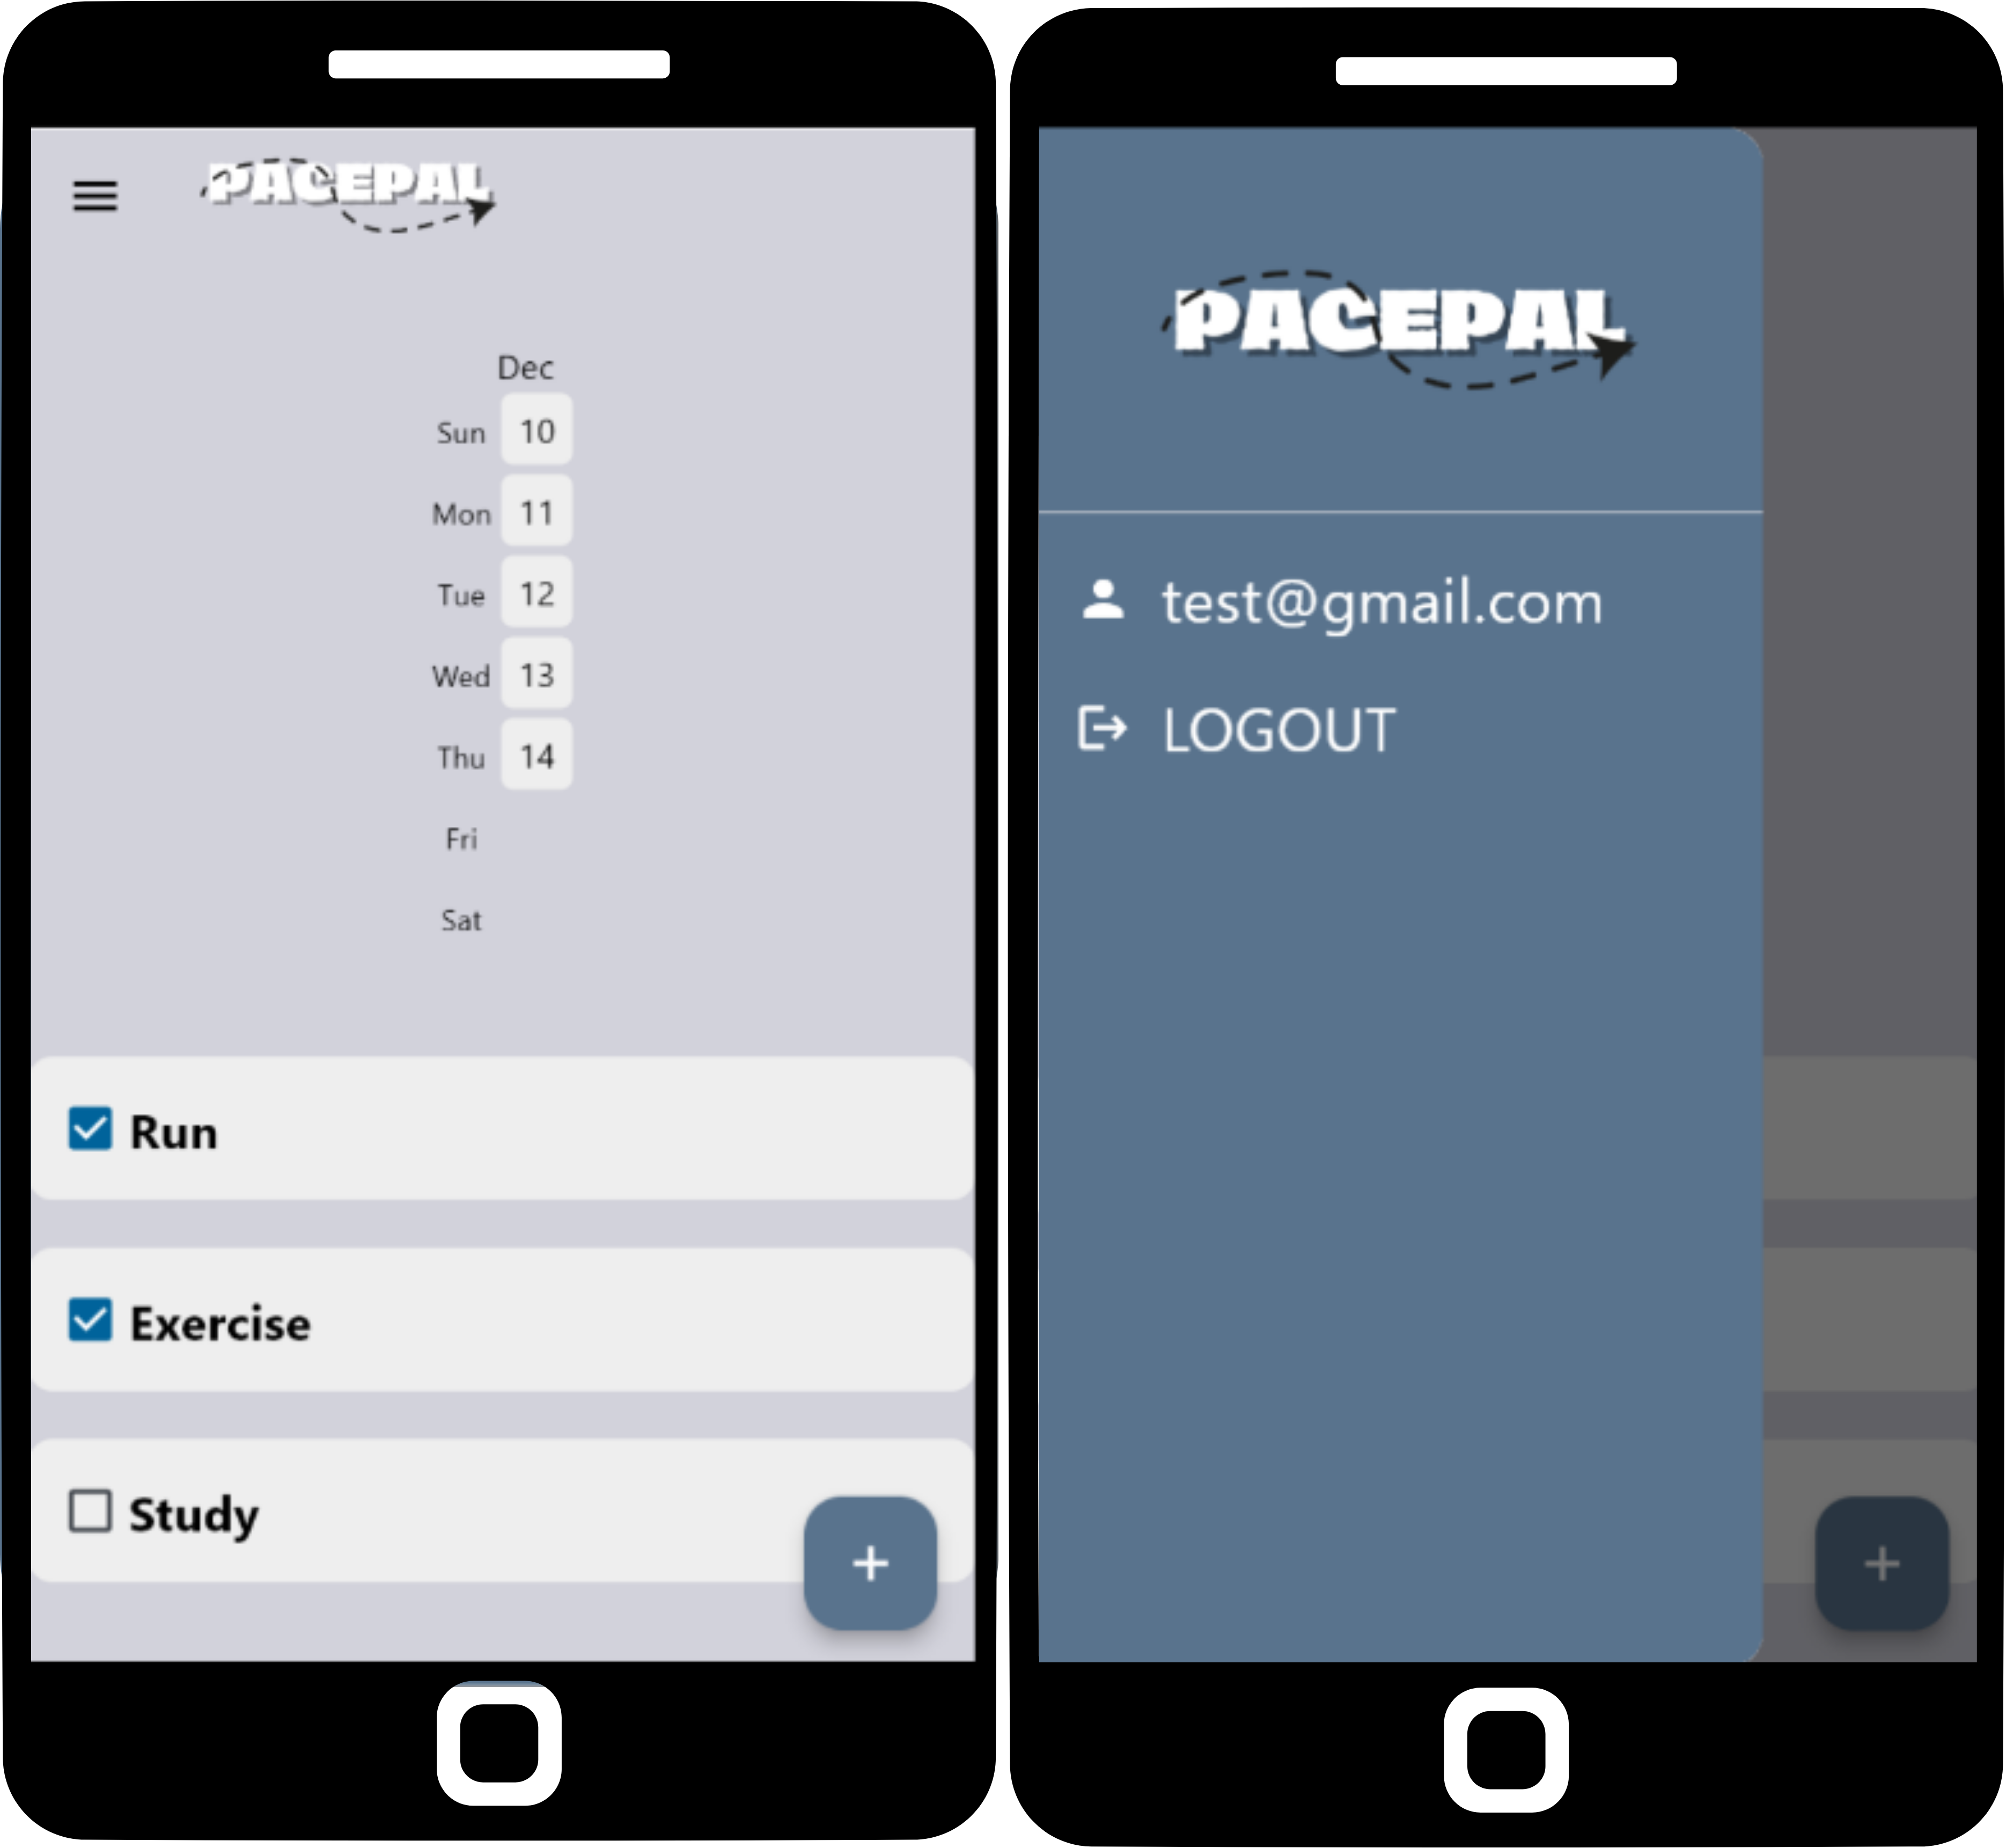 PACEPAL
Dec
Sun 10
Mon 11
Tue 12
Wed 13
Thu 14
Fri
Sat
Run
Exercise
Study
+
PACEPAL
test@gmail.com
LOGOUT
+